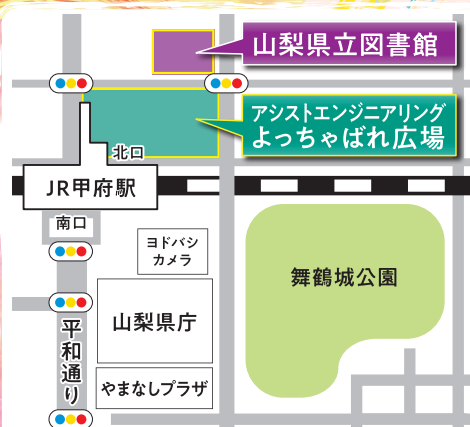 山梨県立図書館
アシストエンジニアリング
よっちゃばれ広場
北口
JR甲府駅
南口
ヨドバシ
カメラ
舞鶴城公園
山梨県庁
平和通り
やまなしプラザ